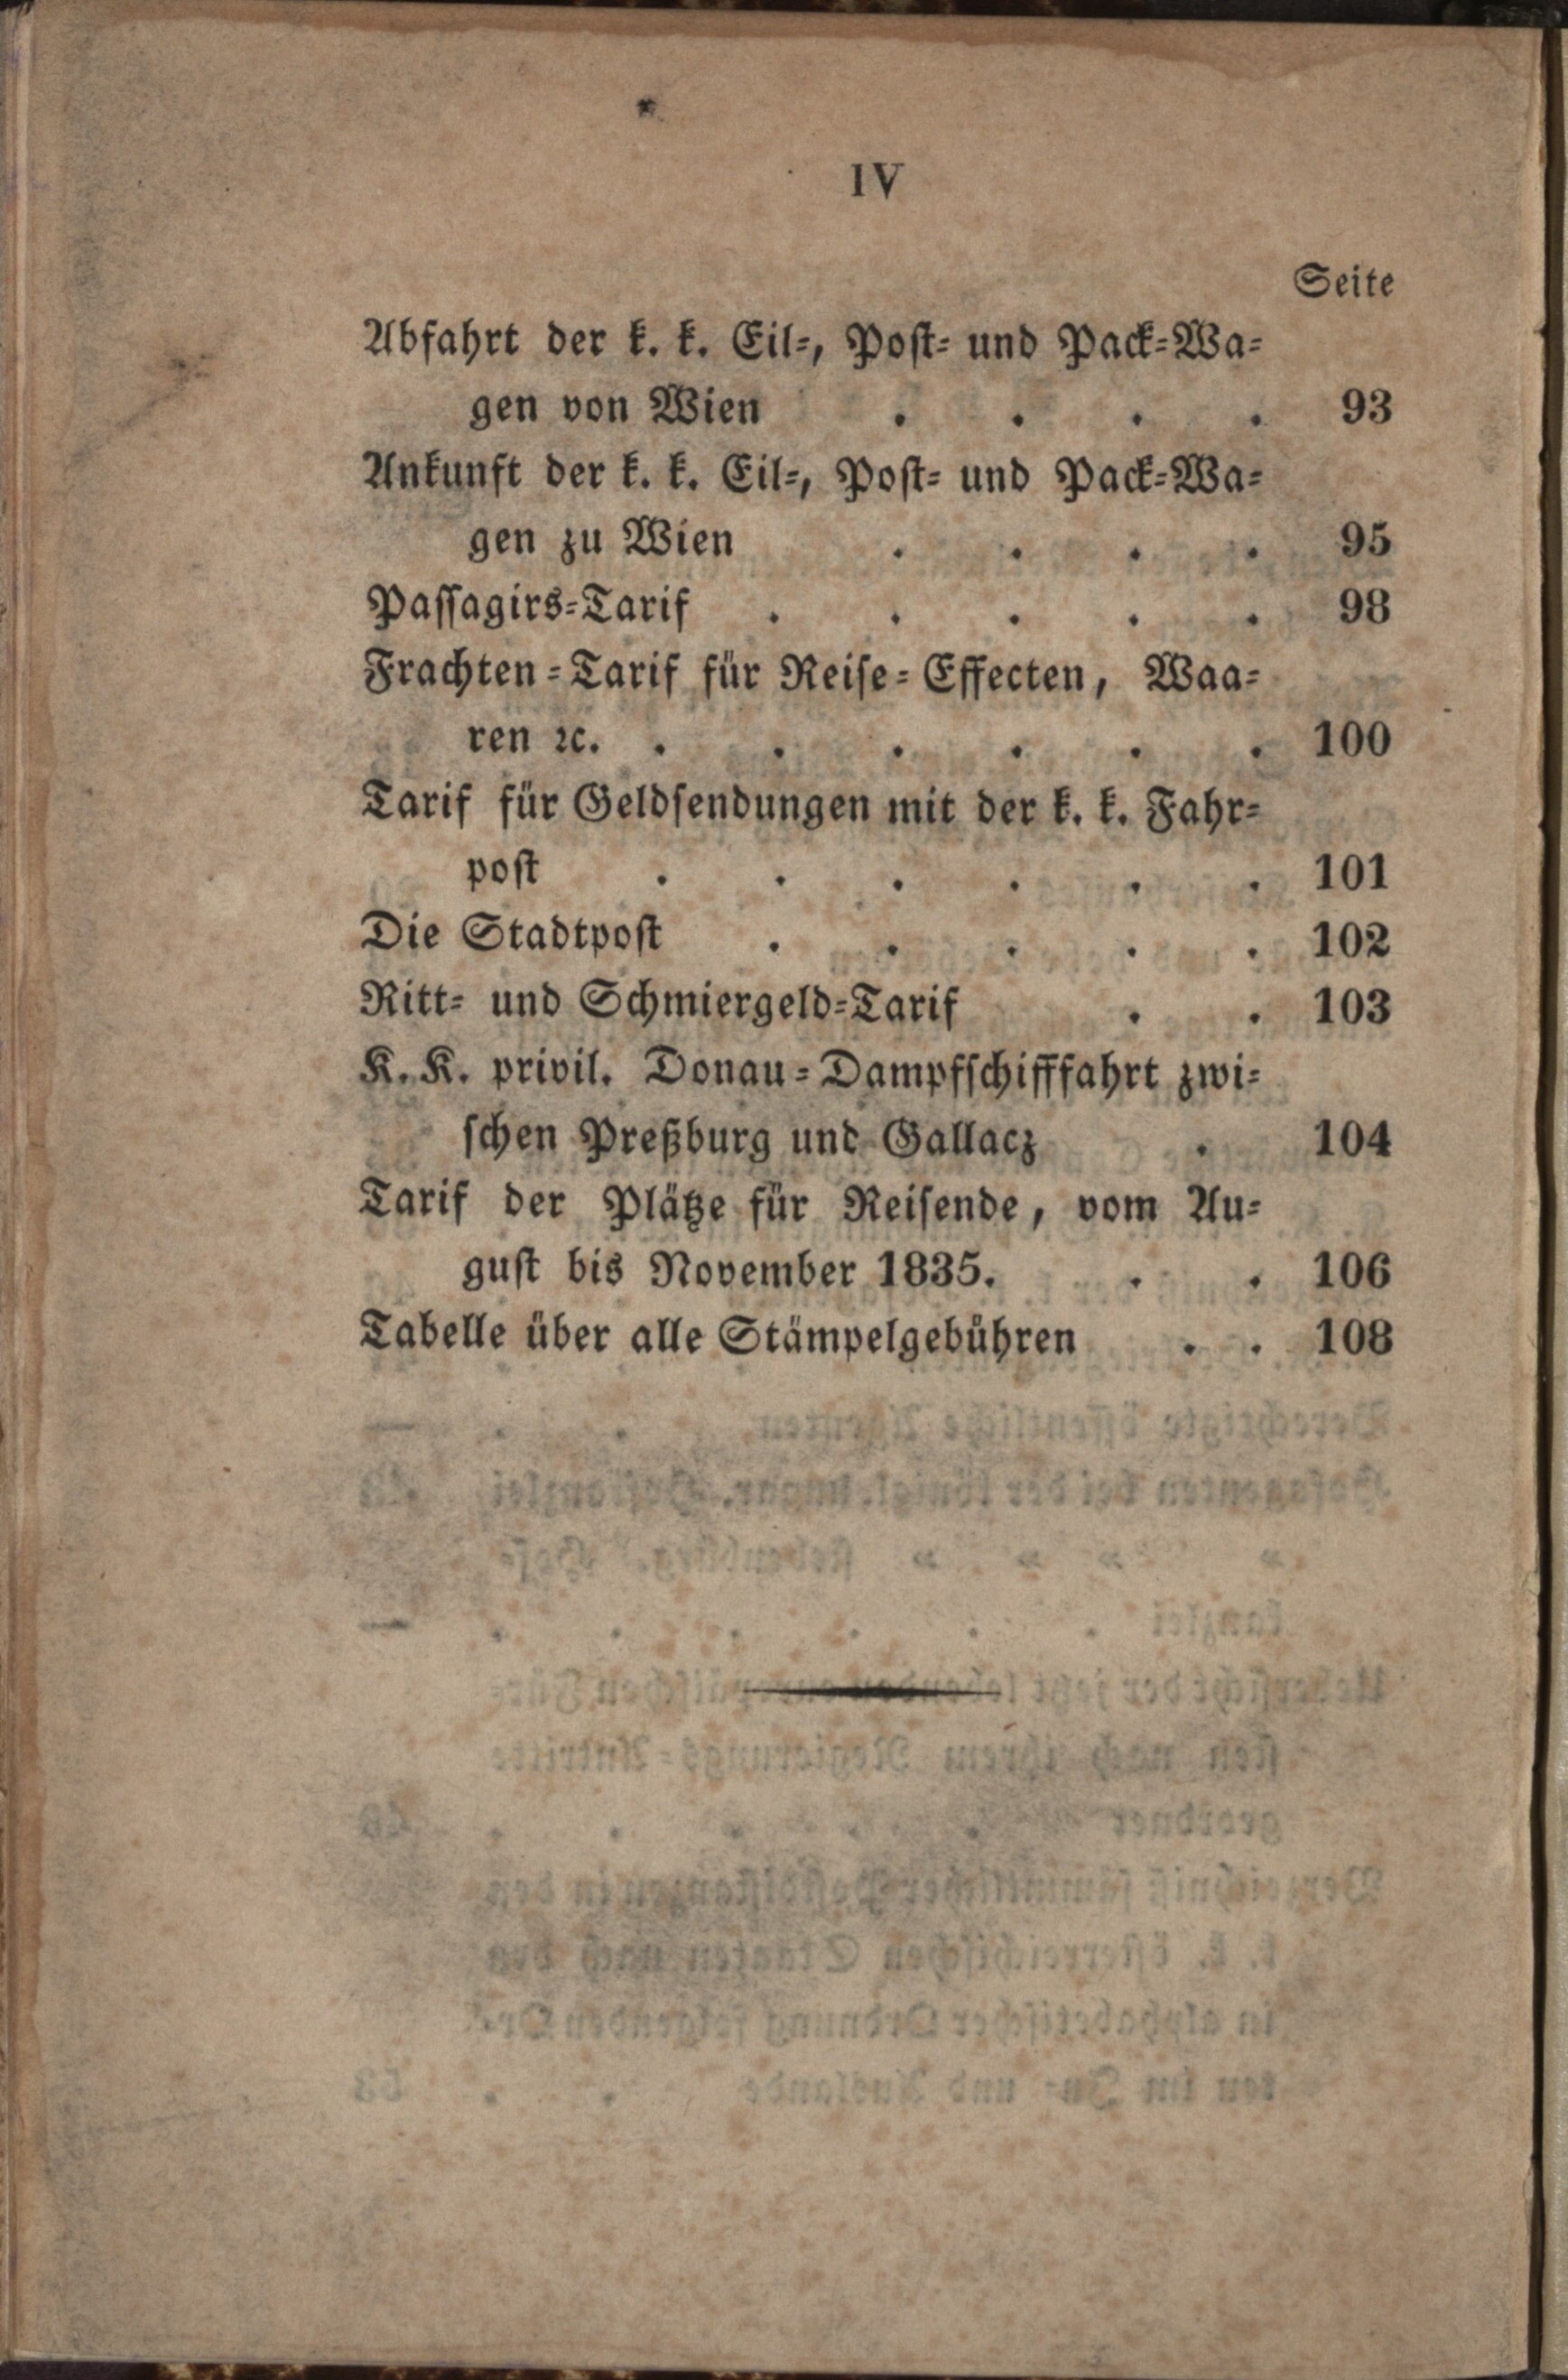 IV
Seite
Abfahrt der k. k. Eil-, Post- und Pack-Wa-
gen von Wien . . . . 93
Ankunft der k. k. Eil-, Post- und Pack-Wa-
gen zu Wien . . . . 95
Passagirs-Tarif . . . . . 98
Frachten-Tarif für Reise-Effecten, Waa-
ren ꝛc. . . . . . . 100
Tarif für Geldsendungen mit der k. k. Fahr-
post . . . . . . 101
Die Stadtpost . . . . . 102
Ritt- und Schmiergeld-Tarif . . 103
K. K. privil. Donau-Dampfschifffahrt zwi-
schen Preßburg und Gallacz . 104
Tarif der Plätze für Reisende, vom Au-
gust bis November 1835. . . 106
Tabelle über alle Stämpelgebühren . . 108